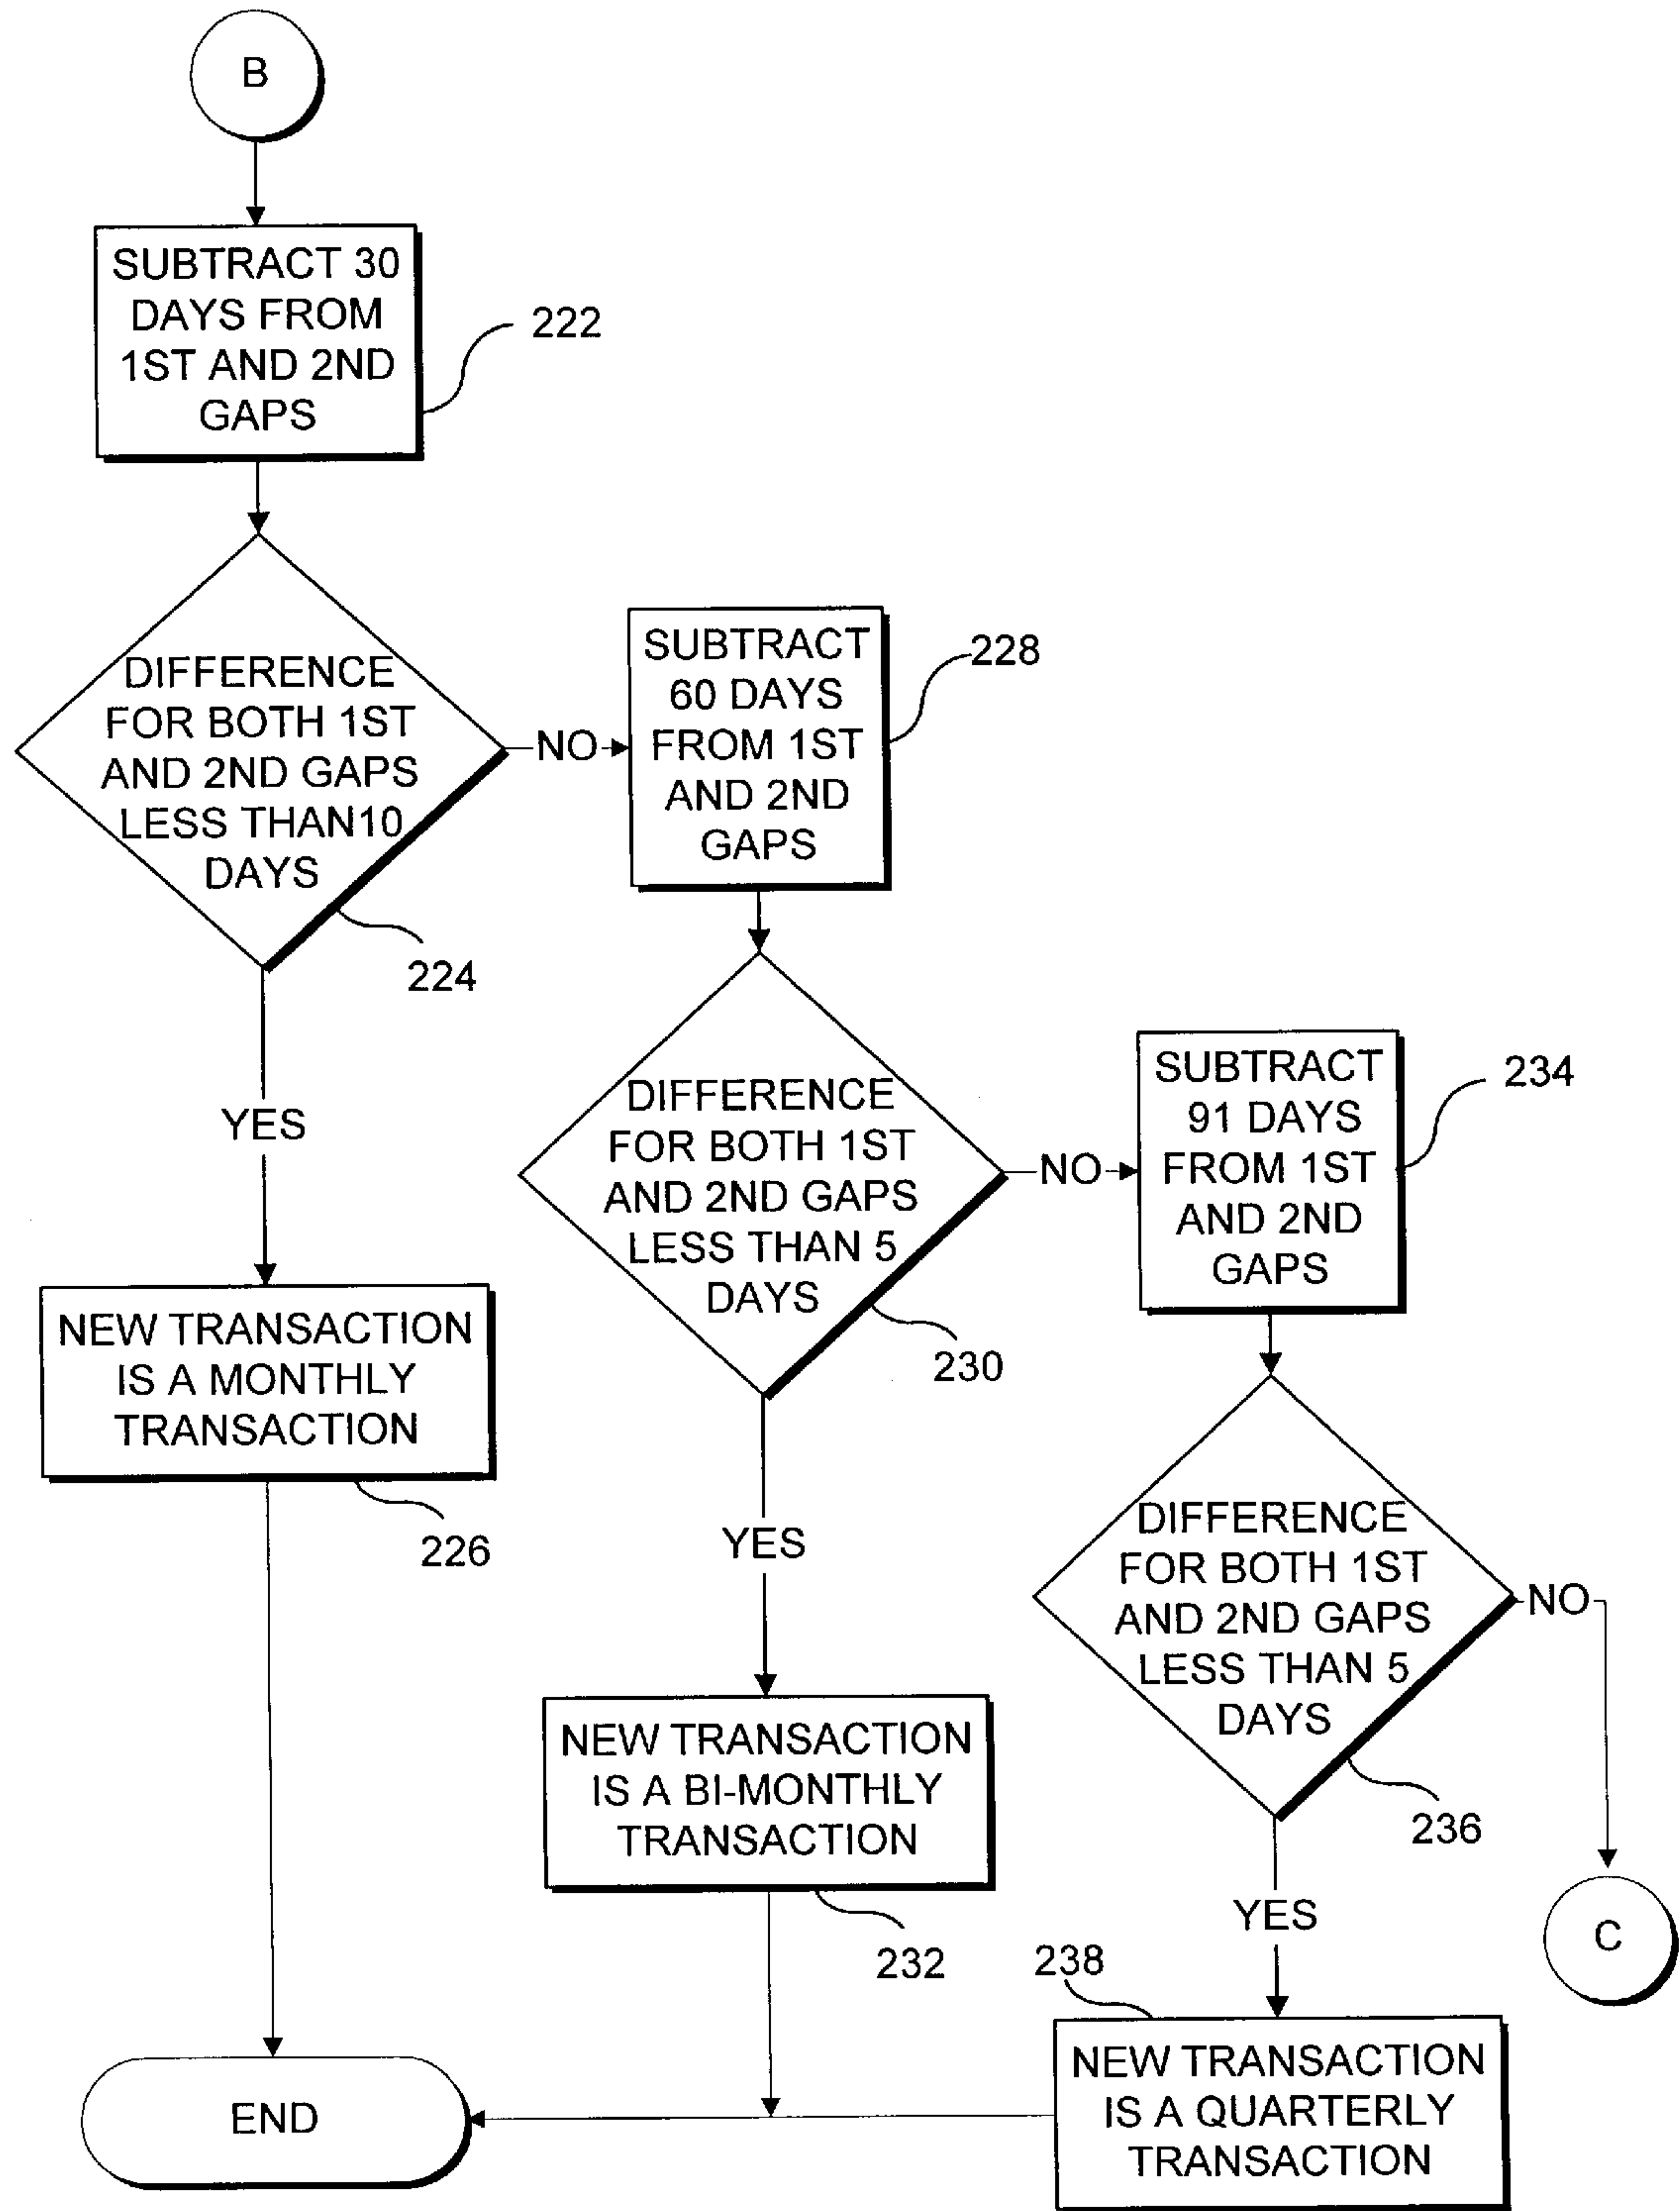 B
SUBTRACT 30
DAYS FROM
1ST AND 2ND
GAPS
222
DIFFERENCE
FOR BOTH 1ST
AND 2ND GAPS
LESS THAN10
DAYS
224
NO
SUBTRACT
60 DAYS
FROM 1ST
AND 2ND
GAPS
228
YES
NEW TRANSACTION
IS A MONTHLY
TRANSACTION
226
DIFFERENCE
FOR BOTH 1ST
AND 2ND GAPS
LESS THAN 5
DAYS
230
NO
SUBTRACT
91 DAYS
FROM 1ST
AND 2ND
GAPS
234
YES
NEW TRANSACTION
IS A BI-MONTHLY
TRANSACTION
232
DIFFERENCE
FOR BOTH 1ST
AND 2ND GAPS
LESS THAN 5
DAYS
236
NO
C
YES
238
NEW TRANSACTION
IS A QUARTERLY
TRANSACTION
END